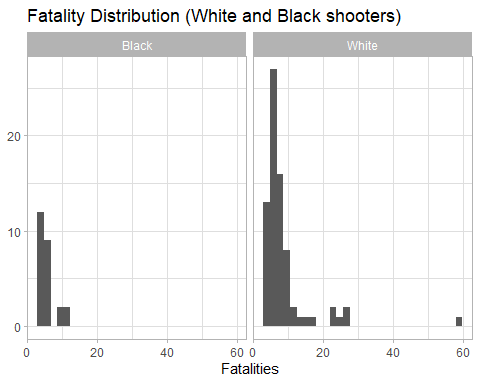 Fatality Distribution (White and Black shooters)
Black White
20
10
0
0 20 40 60 0 20 40 60
Fatalities